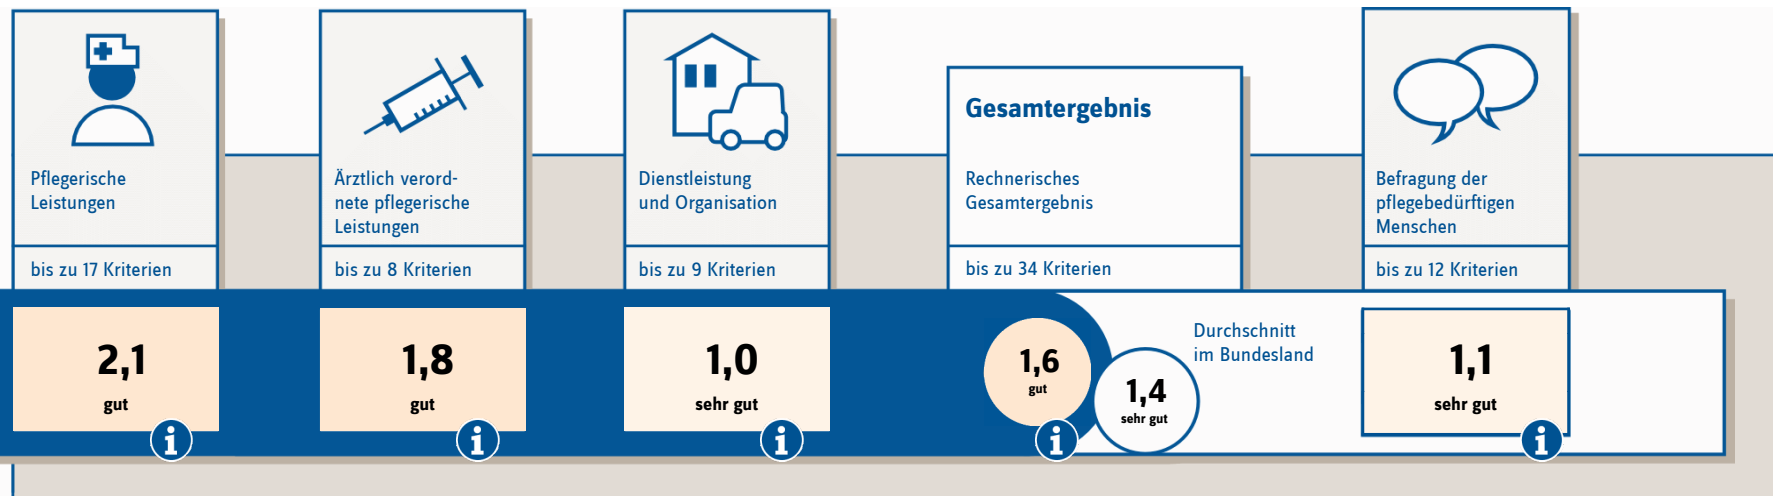 Pflegerische
Leistungen
bis zu 17 Kriterien
2,1
gut
i
Ärztlich verord-
nete pflegerische
Leistungen
bis zu 8 Kriterien
1,8
gut
i
Dienstleistung
und Organisation
bis zu 9 Kriterien
1,0
sehr gut
i
Gesamtergebnis
Rechnerisches
Gesamtergebnis
bis zu 34 Kriterien
1,6
gut
i
Durchschnitt
im Bundesland
1,4
sehr gut
Befragung der
pflegebedürftigen
Menschen
bis zu 12 Kriterien
1,1
sehr gut
i